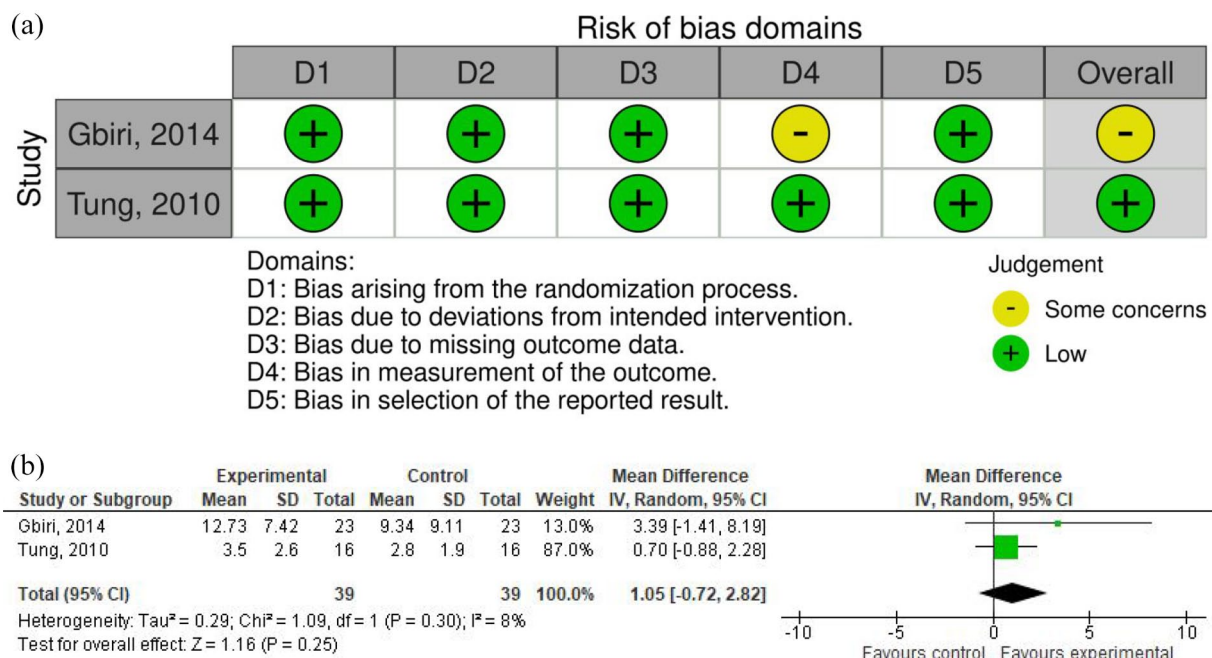 (a)
Risk of bias domains
D1 D2 D3 D4 D5 Overall
Study
Gbiri, 2014 + + + - + -
Tung, 2010 + + + + + +
Domains:
D1: Bias arising from the randomization process.
D2: Bias due to deviations from intended intervention.
D3: Bias due to missing outcome data.
D4: Bias in measurement of the outcome.
D5: Bias in selection of the reported result.
Judgement
- Some concerns
+ Low
(b)
Experimental Control Mean Difference Mean Difference
Study or Subgroup Mean SD Total Mean SD Total Weight IV, Random, 95% CI IV, Random, 95% CI
Gbiri, 2014 12.73 7.42 23 9.34 9.11 23 13.0% 3.39 [-1.41, 8.19]
Tung, 2010 3.5 2.6 16 2.8 1.9 16 87.0% 0.70 [-0.88, 2.28]
Total (95% CI) 39 39 100.0% 1.05 [-0.72, 2.82]
Heterogeneity: Tau² = 0.29; Chi² = 1.09, df = 1 (P = 0.30); I² = 8%
Test for overall effect: Z = 1.16 (P = 0.25)
-10 -5 0 5 10
Favours control Favours experimental